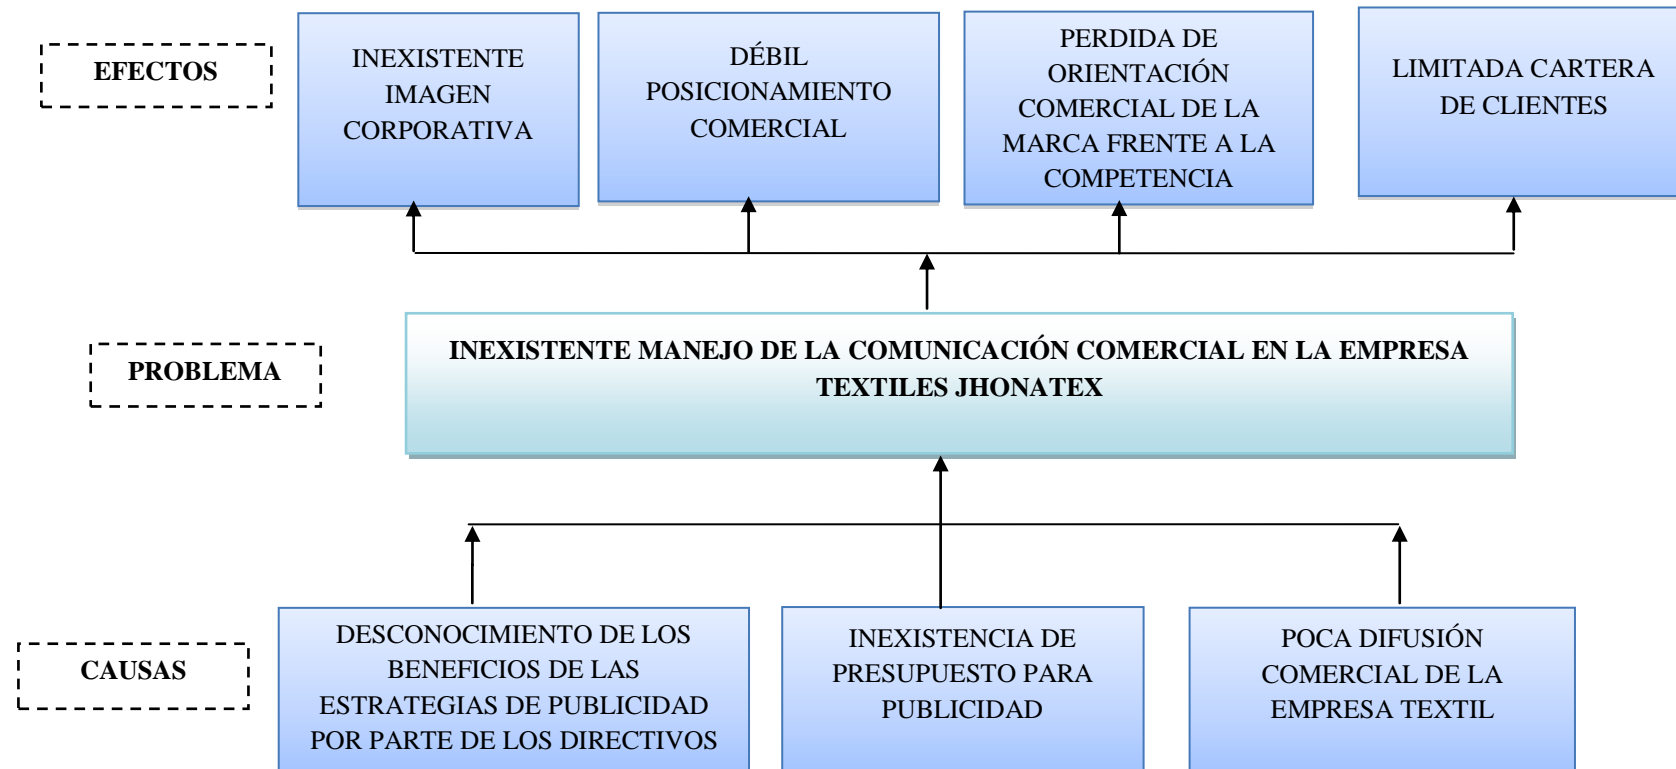 EFECTOS
INEXISTENTE
IMAGEN
CORPORATIVA
DÉBIL
POSICIONAMIENTO
COMERCIAL
PERDIDA DE
ORIENTACIÓN
COMERCIAL DE LA
MARCA FRENTE A LA
COMPETENCIA
LIMITADA CARTERA
DE CLIENTES
PROBLEMA
INEXISTENTE MANEJO DE LA COMUNICACIÓN COMERCIAL EN LA EMPRESA
TEXTILES JHONATEX
CAUSAS
DESCONOCIMIENTO DE LOS
BENEFICIOS DE LAS
ESTRATEGIAS DE PUBLICIDAD
POR PARTE DE LOS DIRECTIVOS
INEXISTENCIA DE
PRESUPUESTO PARA
PUBLICIDAD
POCA DIFUSIÓN
COMERCIAL DE LA
EMPRESA TEXTIL